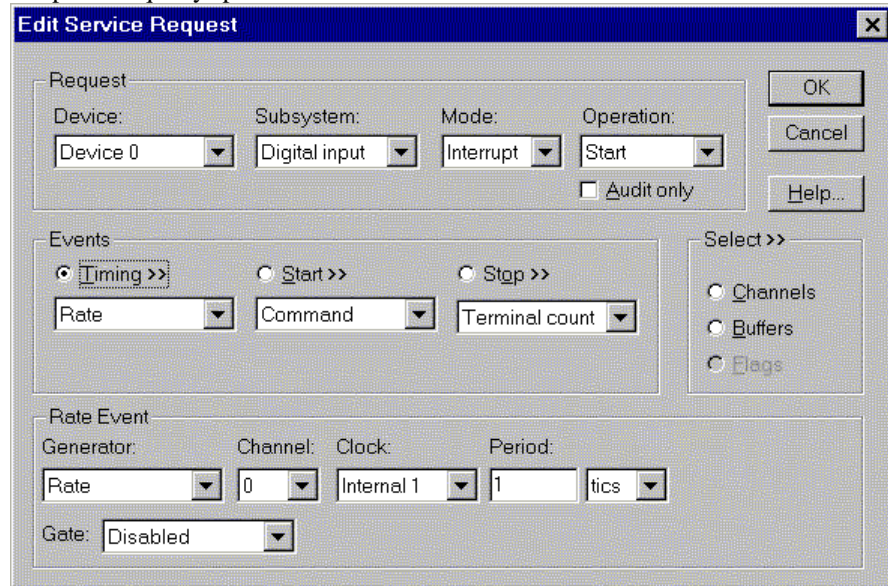 Edit Service Request
Request
Device: Subsystem: Mode: Operation:
Device 0 Digital input Interrupt Start
Audit only
OK
Cancel
Help...
Events
Timing >> Start >> Stop >>
Rate Command Terminal count
Select >>
Channels
Buffers
Flags
Rate Event
Generator: Channel: Clock: Period:
Rate 0 Internal 1 1 tics
Gate: Disabled